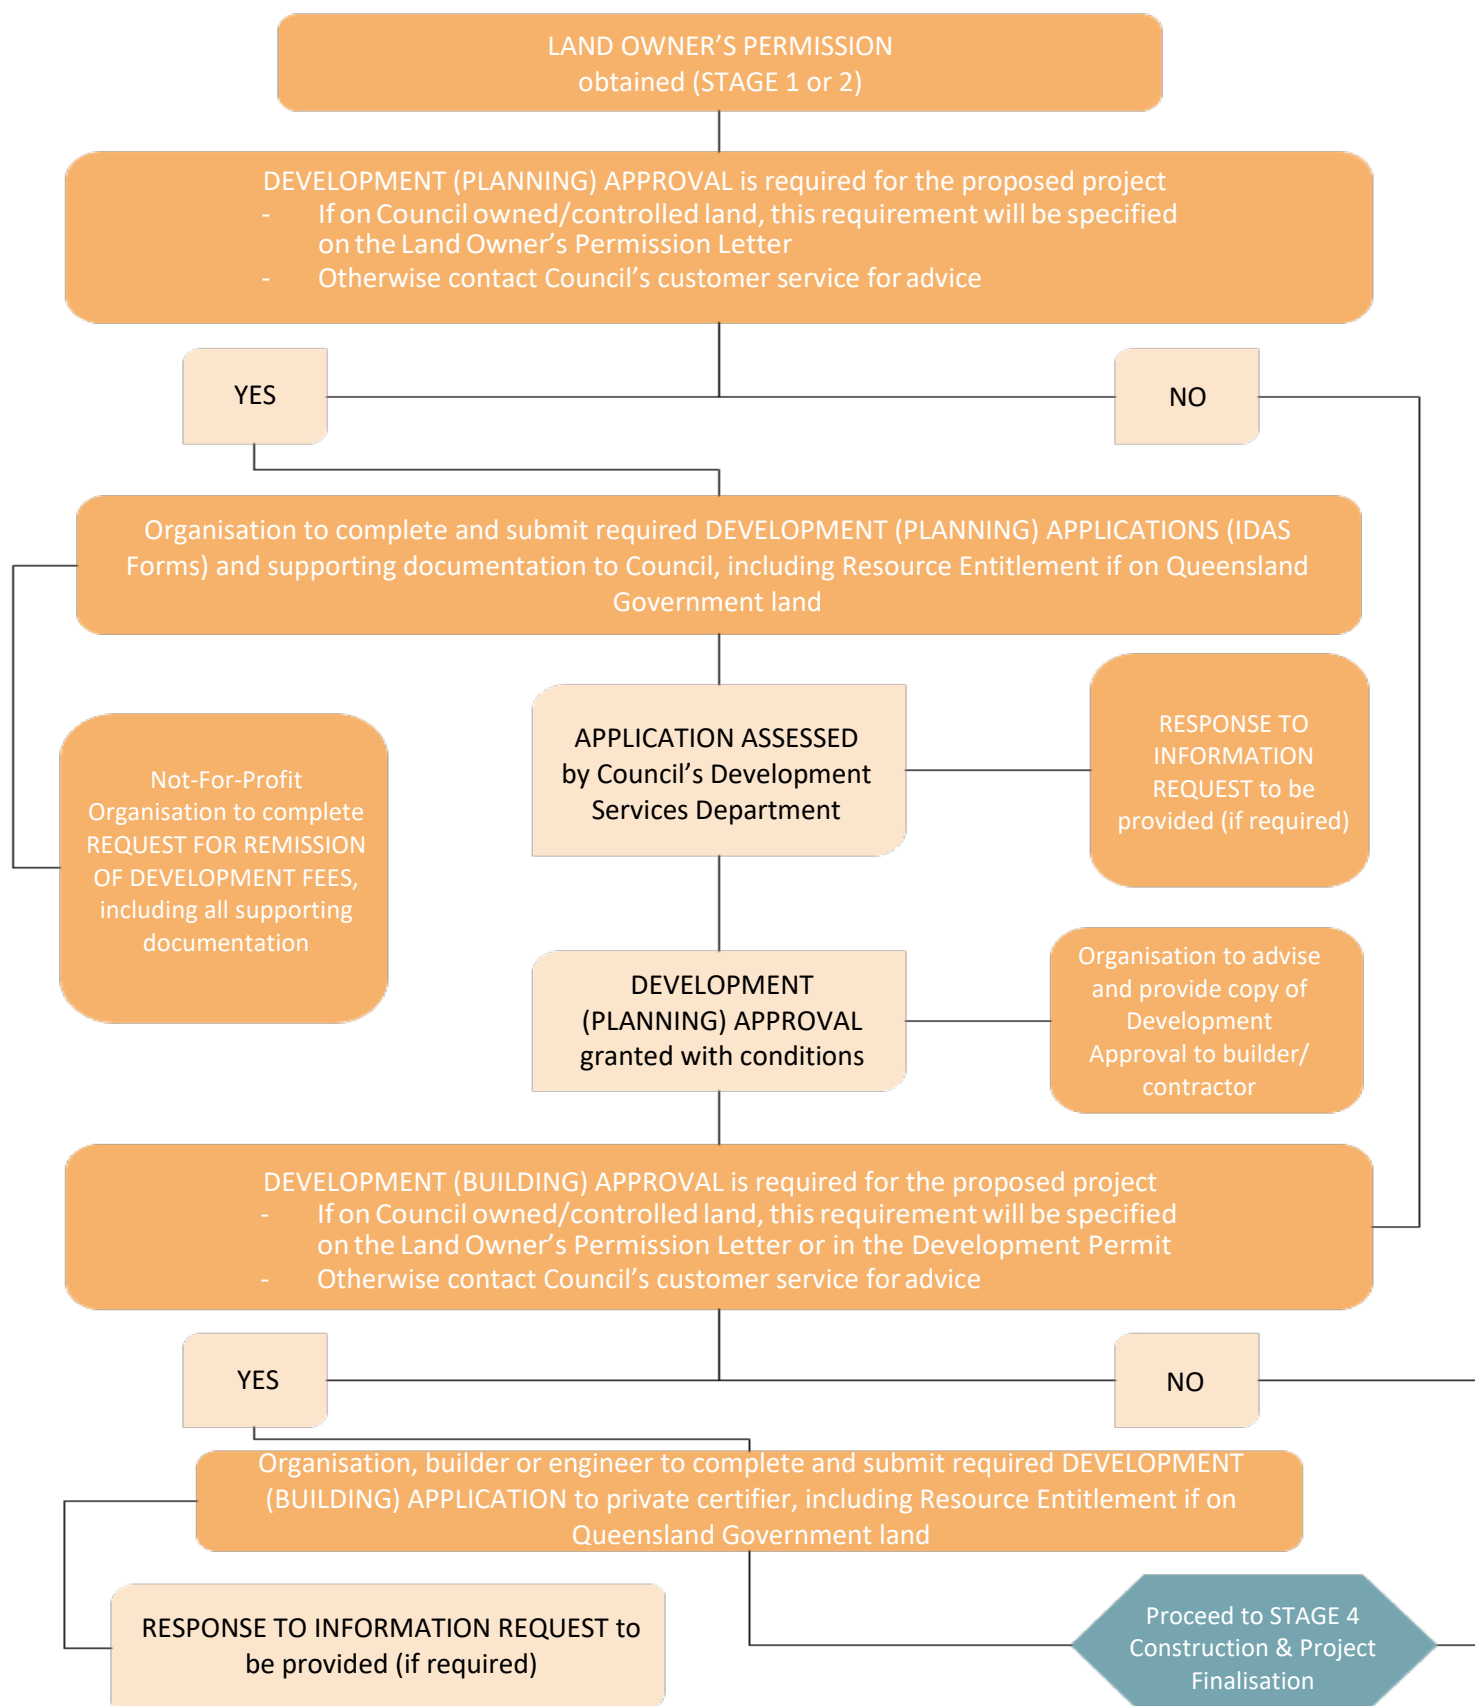 LAND OWNER’S PERMISSION
obtained (STAGE 1 or 2)
DEVELOPMENT (PLANNING) APPROVAL is required for the proposed project
- If on Council owned/controlled land, this requirement will be specified
on the Land Owner’s Permission Letter
- Otherwise contact Council’s customer service for advice
YES
NO
Organisation to complete and submit required DEVELOPMENT (PLANNING) APPLICATIONS (IDAS
Forms) and supporting documentation to Council, including Resource Entitlement if on Queensland
Government land
Not-For-Profit
Organisation to complete
REQUEST FOR REMISSION
OF DEVELOPMENT FEES,
including all supporting
documentation
APPLICATION ASSESSED
by Council’s Development
Services Department
RESPONSE TO
INFORMATION
REQUEST to be
provided (if required)
DEVELOPMENT
(PLANNING) APPROVAL
granted with conditions
Organisation to advise
and provide copy of
Development
Approval to builder/
contractor
DEVELOPMENT (BUILDING) APPROVAL is required for the proposed project
- If on Council owned/controlled land, this requirement will be specified
on the Land Owner’s Permission Letter or in the Development Permit
- Otherwise contact Council’s customer service for advice
YES
NO
Organisation, builder or engineer to complete and submit required DEVELOPMENT
(BUILDING) APPLICATION to private certifier, including Resource Entitlement if on
Queensland Government land
RESPONSE TO INFORMATION REQUEST to
be provided (if required)
Proceed to STAGE 4
Construction & Project
Finalisation